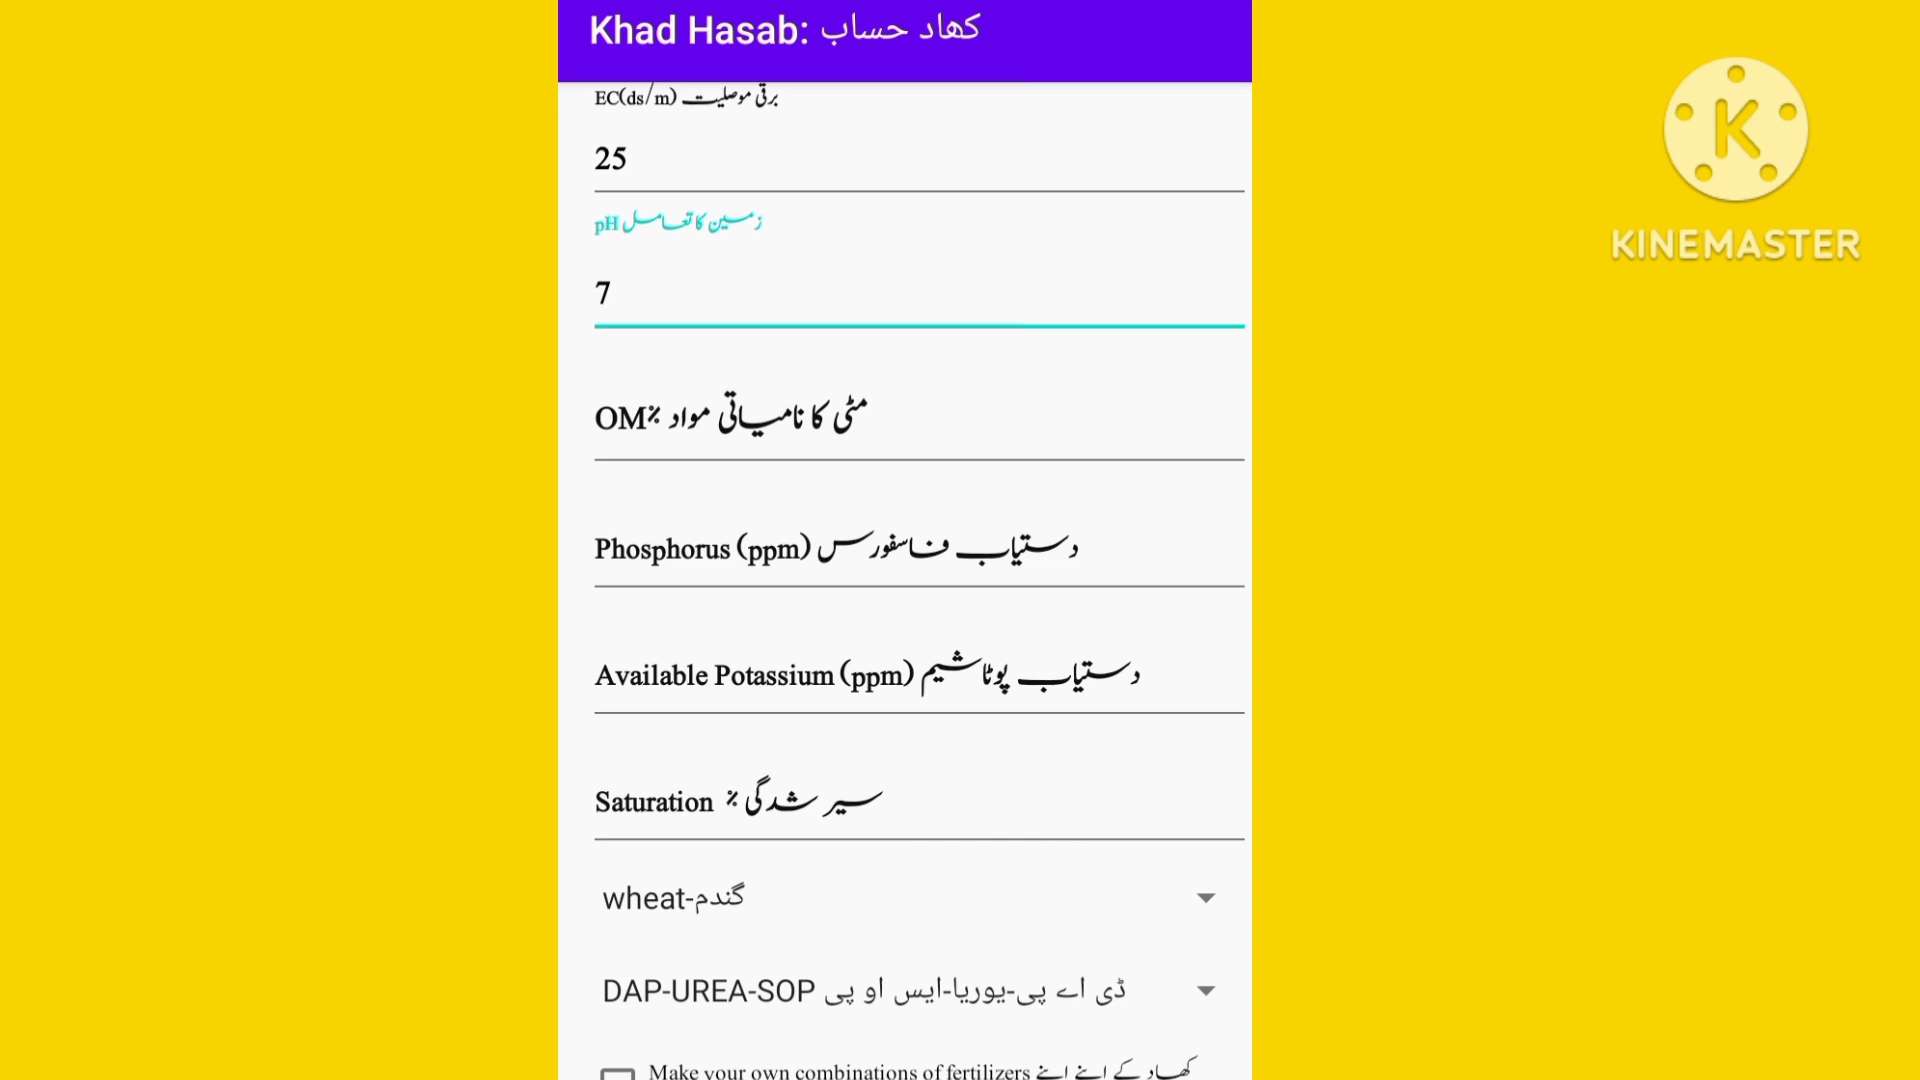 Khad Hasab: کھاد حساب
EC(ds/m) برقی موصلیت
25
pH زمین کا تعامل
7
OM% مٹی کا نامیاتی مواد
Phosphorus (ppm) دستیاب فاسفورس
Available Potassium (ppm) دستیاب پوٹاشیم
Saturation % سیر شدگی
wheat-گندم
DAP-UREA-SOP ڈی اے پی-یوریا-ایس او پی
Make your own combinations of fertilizers کھاد کے اپنے اپنے
K
KINEMASTER